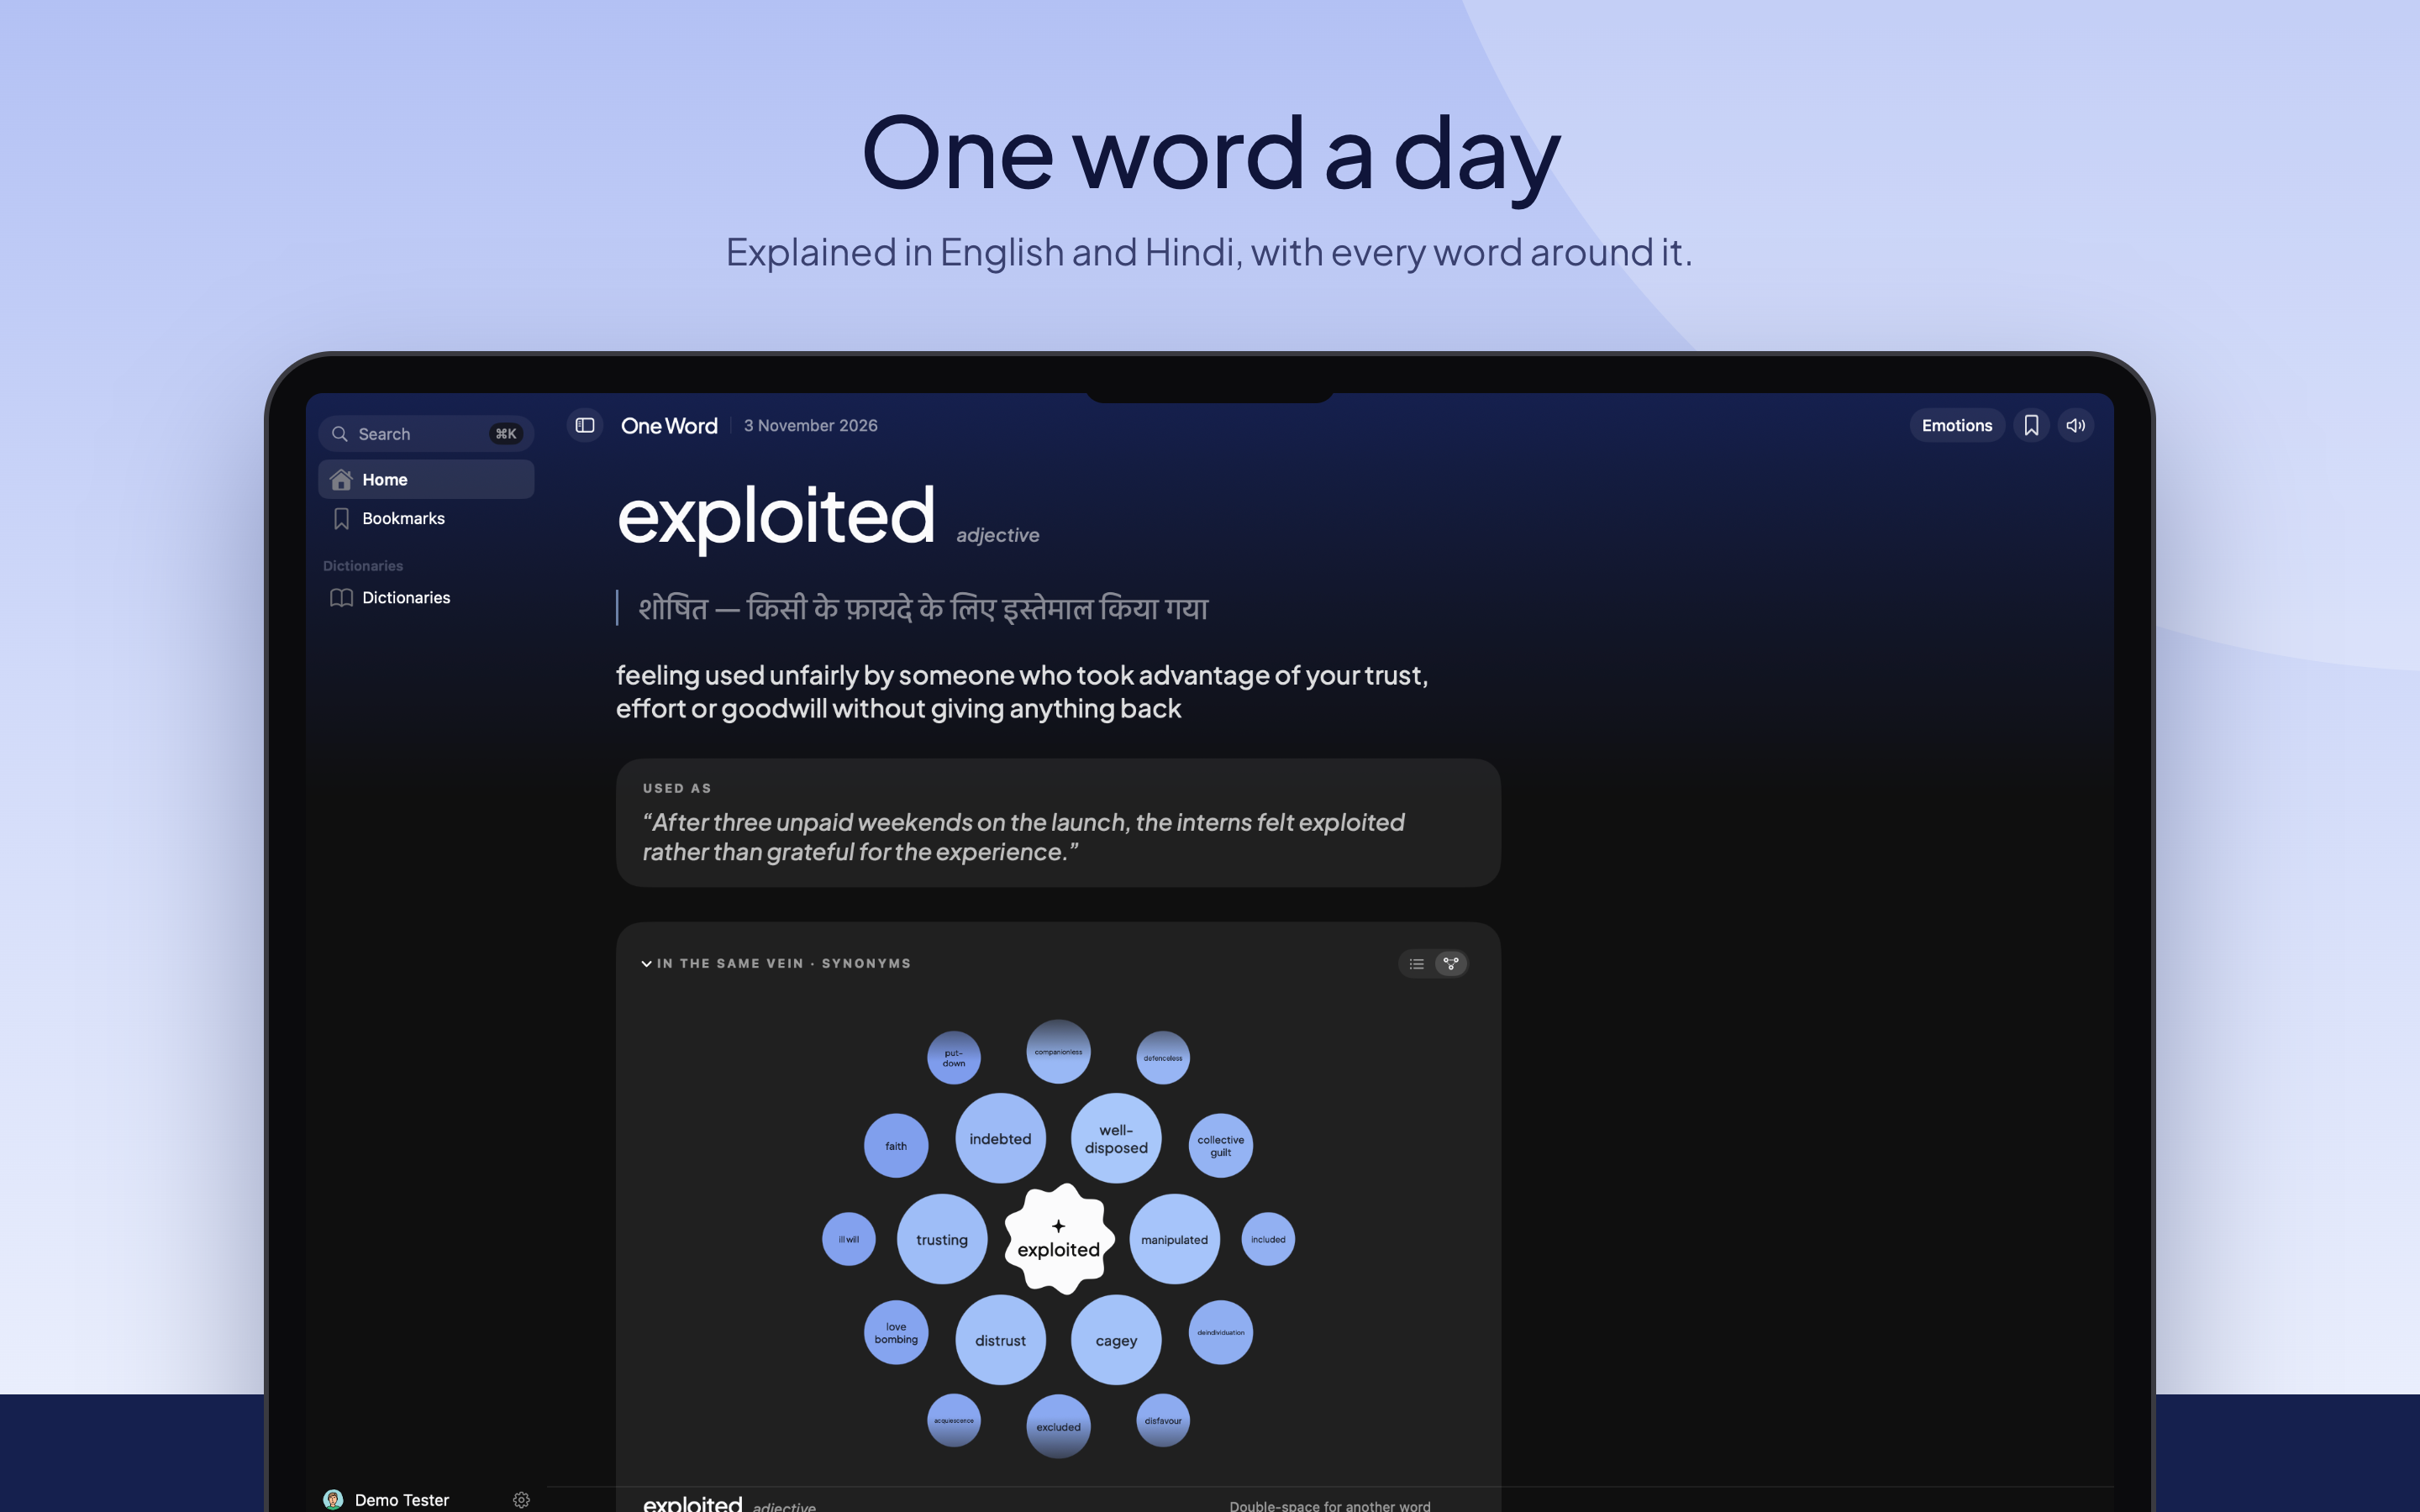 One word a day
Explained in English and Hindi, with every word around it.
Search ⌘K
Home
Bookmarks
Dictionaries
Dictionaries
One Word 3 November 2026
Emotions
exploited adjective
शोषित — किसी के फ़ायदे के लिए इस्तेमाल किया गया
feeling used unfairly by someone who took advantage of your trust,
effort or goodwill without giving anything back
USED AS
“After three unpaid weekends on the launch, the interns felt exploited
rather than grateful for the experience.”
IN THE SAME VEIN · SYNONYMS
put-
down
companionless
defenceless
faith
indebted
well-
disposed
collective
guilt
ill will
trusting
exploited
manipulated
included
love
bombing
distrust
cagey
deindividuation
acquiescence
excluded
disfavour
Demo Tester
exploited adjective
Double-space for another word